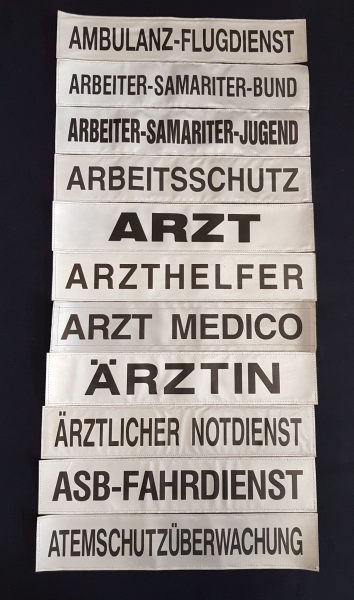 AMBULANZ-FLUGDIENST
ARBEITER-SAMARITER-BUND
ARBEITER-SAMARITER-JUGEND
ARBEITSSCHUTZ
ARZT
ARZTHELFER
ARZT MEDICO
ÄRZTIN
ÄRZTLICHER NOTDIENST
ASB-FAHRDIENST
ATEMSCHUTZÜBERWACHUNG